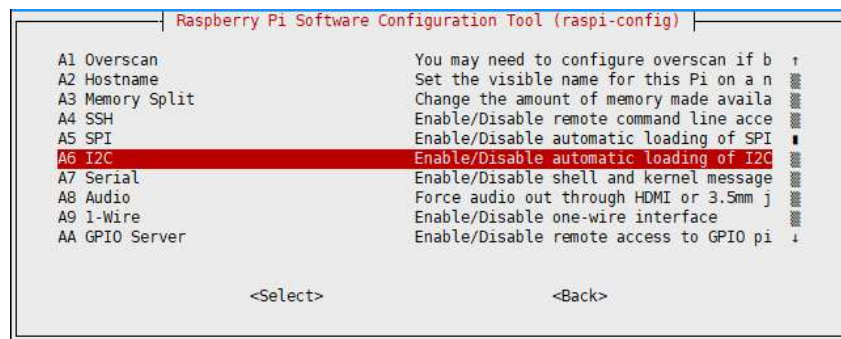 Raspberry Pi Software Configuration Tool (raspi-config)
A1 Overscan You may need to configure overscan if b
A2 Hostname Set the visible name for this Pi on a n
A3 Memory Split Change the amount of memory made availa
A4 SSH Enable/Disable remote command line acce
A5 SPI Enable/Disable automatic loading of SPI
A6 I2C Enable/Disable automatic loading of I2C
A7 Serial Enable/Disable shell and kernel message
A8 Audio Force audio out through HDMI or 3.5mm j
A9 1-Wire Enable/Disable one-wire interface
AA GPIO Server Enable/Disable remote access to GPIO pi
<Select> <Back>